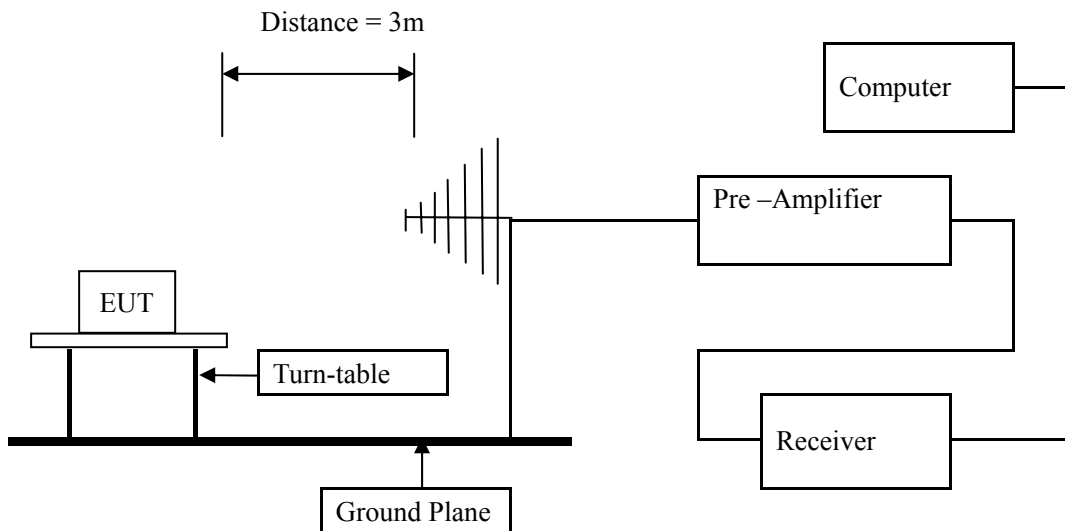 Distance = 3m
Computer
Pre –Amplifier
EUT
Turn-table
Receiver
Ground Plane